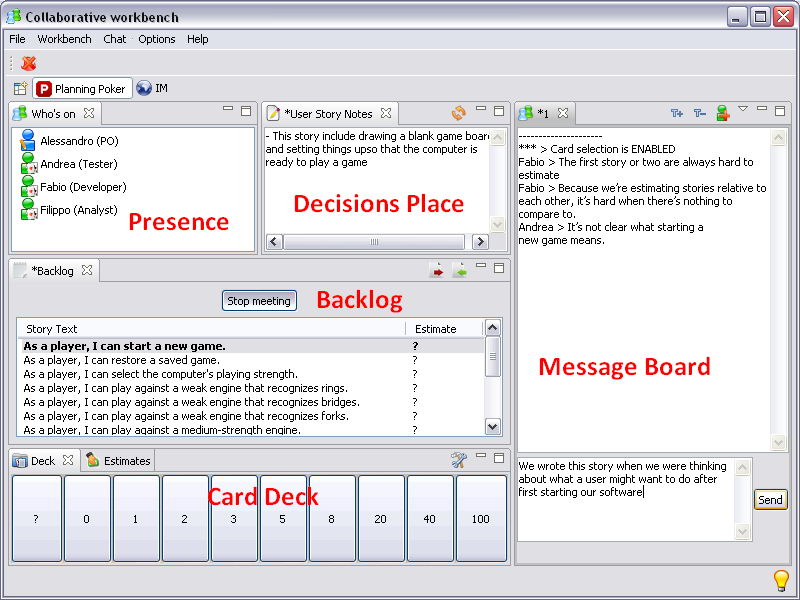 Collaborative workbench
File Workbench Chat Options Help
P Planning Poker IM
Who's on
Alessandro (PO)
Andrea (Tester)
Fabio (Developer)
Filippo (Analyst)
Presence
*User Story Notes
- This story include drawing a blank game board
and setting things upso that the computer is
ready to play a game
Decisions Place
*1
T+ T-
---------------------
*** > Card selection is ENABLED
Fabio > The first story or two are always hard to
estimate
Fabio > Because we're estimating stories relative to
each other, it's hard when there's nothing to
compare to.
Andrea > It's not clear what starting a
new game means.
Message Board
*Backlog
Stop meeting
Backlog
Story Text Estimate
As a player, I can start a new game. ?
As a player, I can restore a saved game. ?
As a player, I can select the computer's playing strength. ?
As a player, I can play against a weak engine that recognizes rings. ?
As a player, I can play against a weak engine that recognizes bridges. ?
As a player, I can play against a weak engine that recognizes forks. ?
As a player, I can play against a medium-strength engine. ?
Deck Estimates
Card Deck
? 0 1 2 3 5 8 20 40 100
We wrote this story when we were thinking
about what a user might want to do after
first starting our software
Send